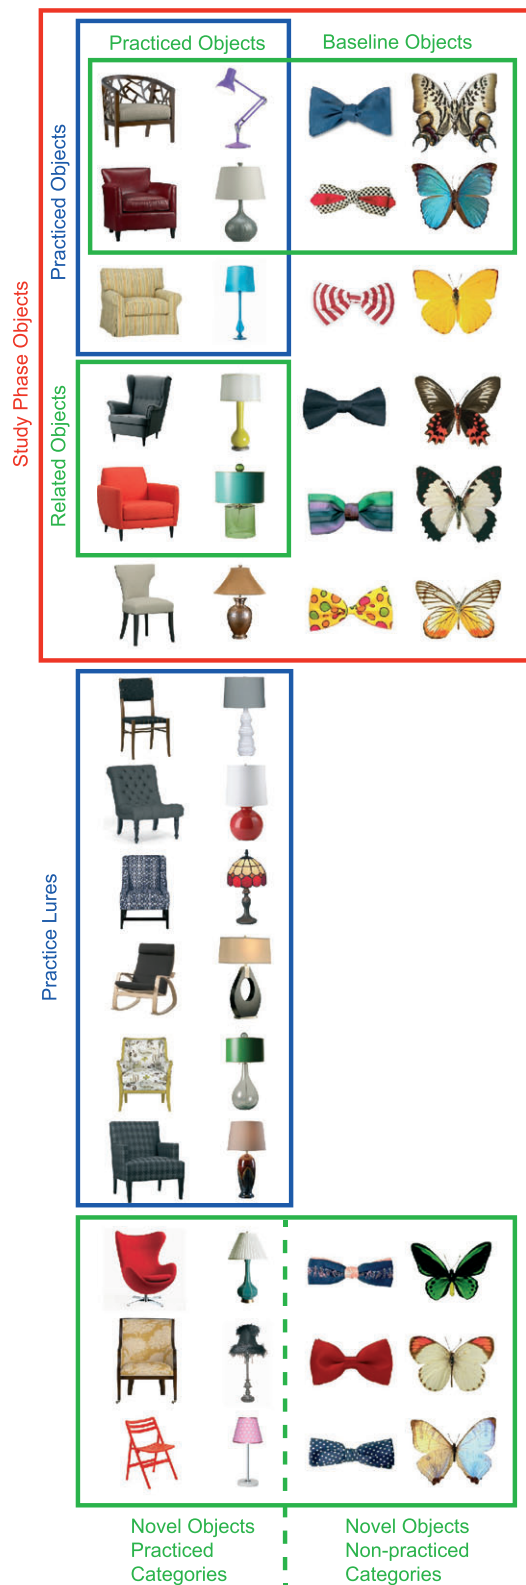 Practiced Objects
Baseline Objects
Practiced Objects
Study Phase Objects
Related Objects
Practice Lures
Novel Objects
Practiced
Categories
Novel Objects
Non-practiced
Categories